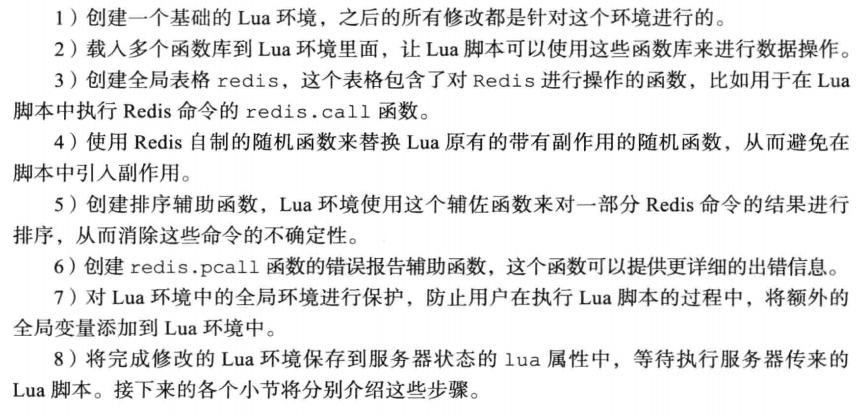 1）创建一个基础的 Lua 环境，之后的所有修改都是针对这个环境进行的。
2）载入多个函数库到 Lua 环境里面，让 Lua 脚本可以使用这些函数库来进行数据操作。
3）创建全局表格 redis，这个表格包含了对 Redis 进行操作的函数，比如用于在 Lua
脚本中执行 Redis 命令的 redis.call 函数。
4）使用 Redis 自制的随机函数来替换 Lua 原有的带有副作用的随机函数，从而避免在
脚本中引入副作用。
5）创建排序辅助函数，Lua 环境使用这个辅佐函数来对一部分 Redis 命令的结果进行
排序，从而消除这些命令的不确定性。
6）创建 redis.pcall 函数的错误报告辅助函数，这个函数可以提供更详细的出错信息。
7）对 Lua 环境中的全局环境进行保护，防止用户在执行 Lua 脚本的过程中，将额外的
全局变量添加到 Lua 环境中。
8）将完成修改的 Lua 环境保存到服务器状态的 lua 属性中，等待执行服务器传来的
Lua 脚本。接下来的各个小节将分别介绍这些步骤。